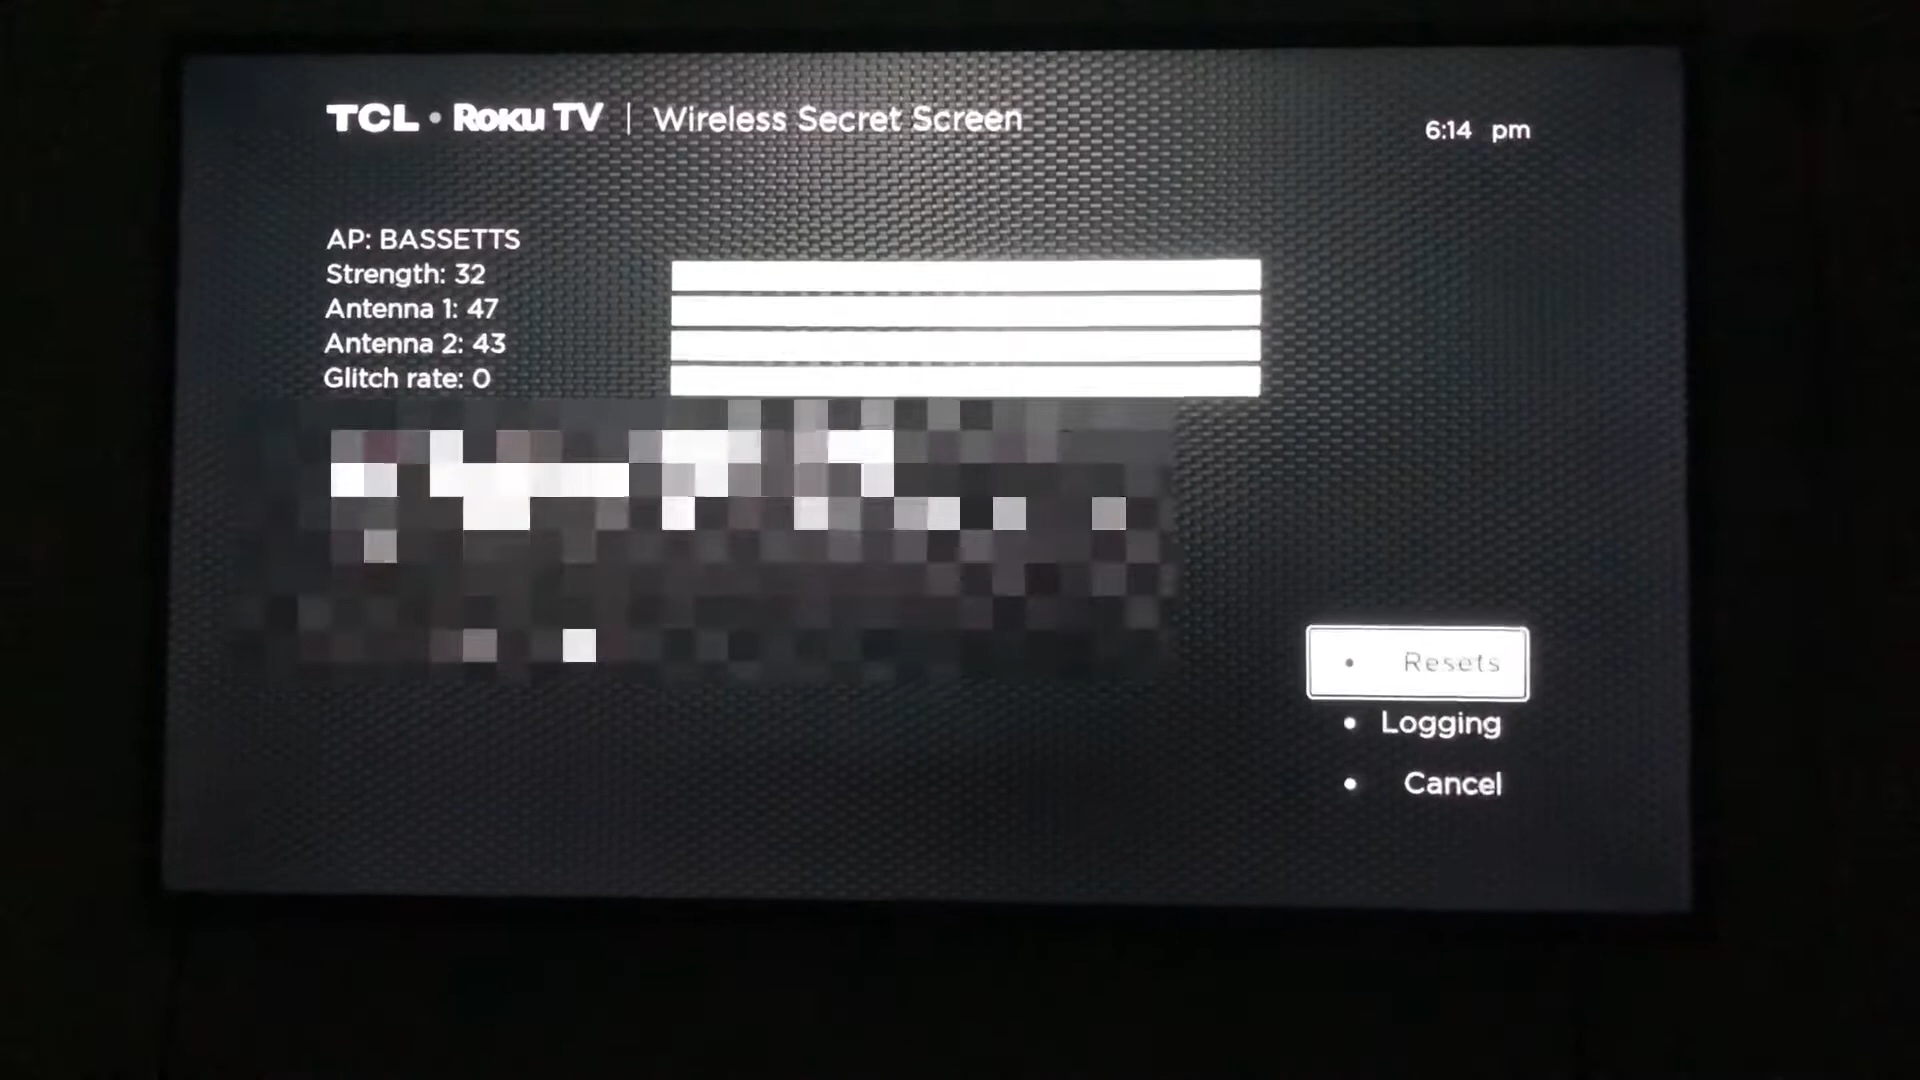 TCL • Roku TV | Wireless Secret Screen
6:14 pm
AP: BASSETTS
Strength: 32
Antenna 1: 47
Antenna 2: 43
Glitch rate: 0
• Resets
• Logging
• Cancel